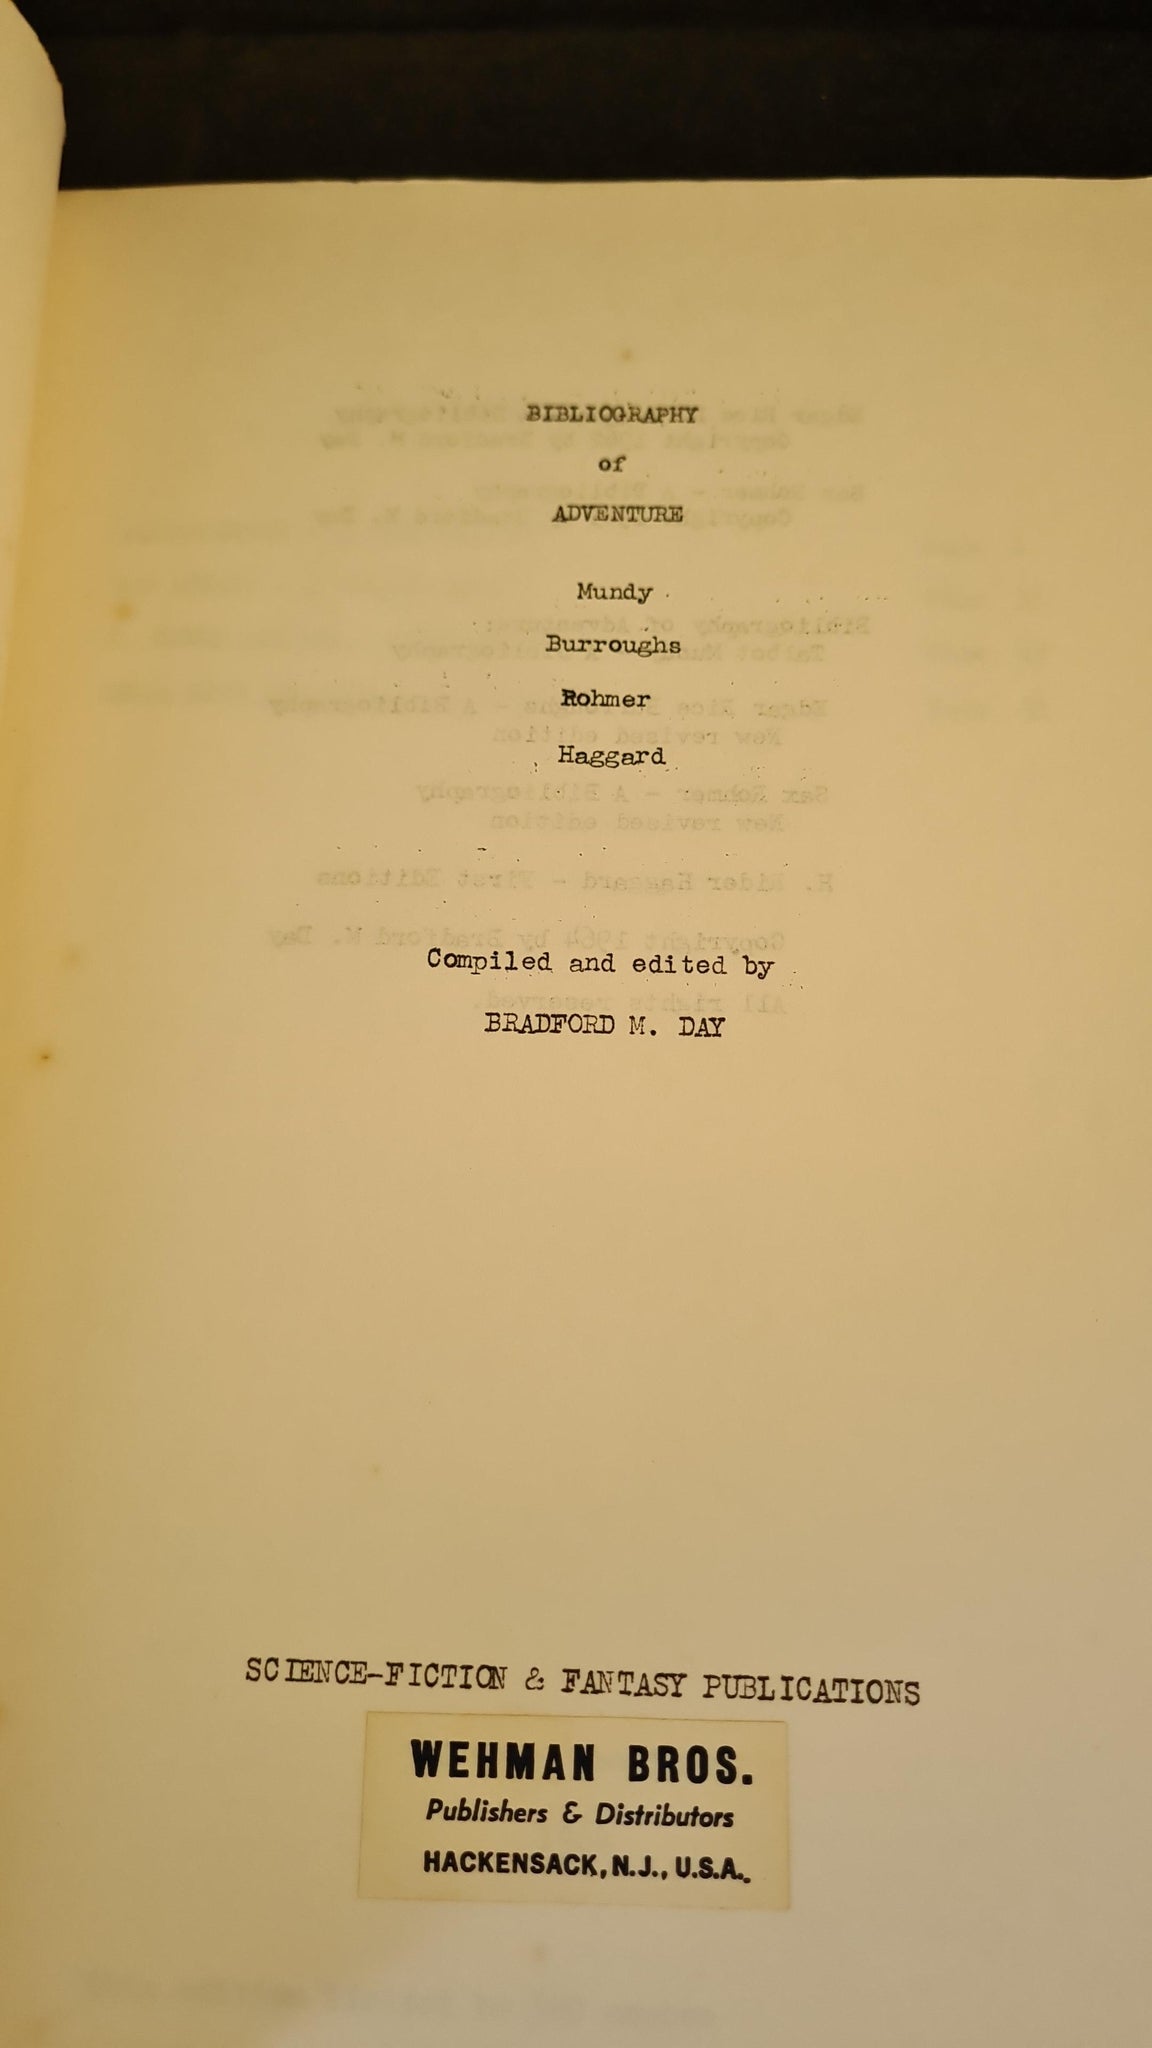 BIBLIOGRAPHY
of
ADVENTURE
Mundy
Burroughs
Rohmer
Haggard
Compiled and edited by
BRADFORD M. DAY
SCIENCE-FICTION & FANTASY PUBLICATIONS
WEHMAN BROS.
Publishers & Distributors
HACKENSACK, N.J., U.S.A.